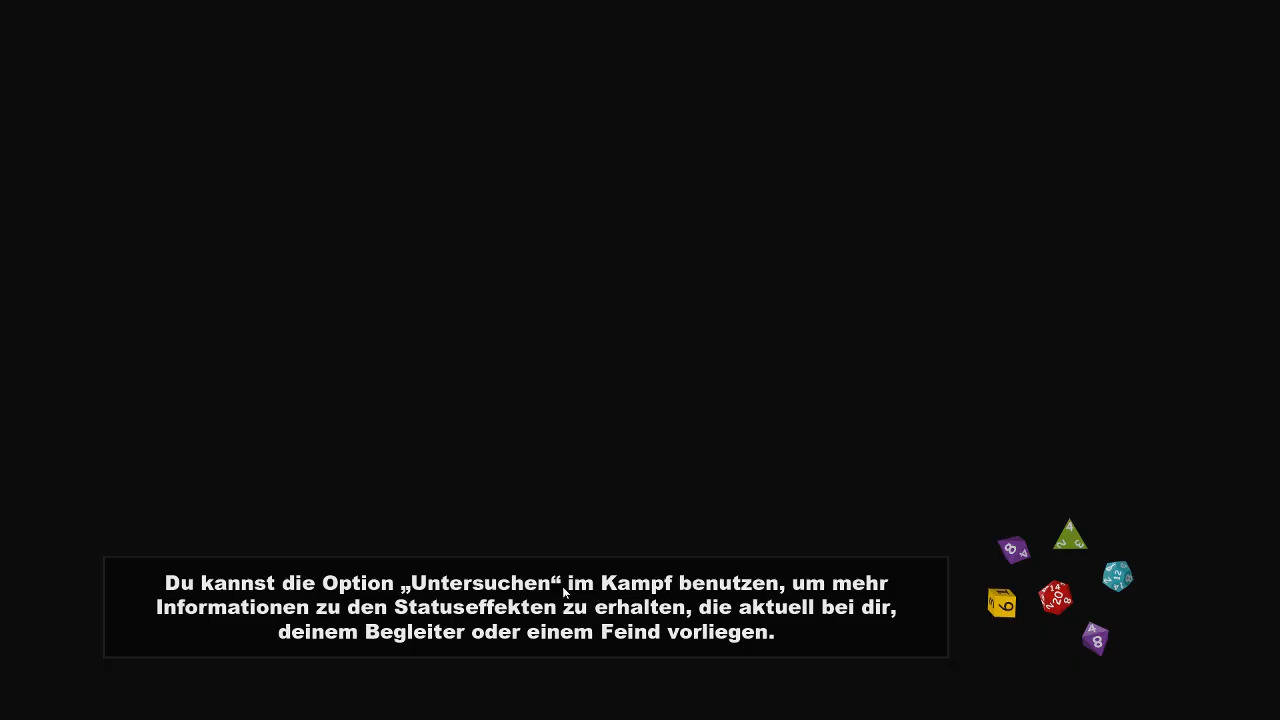 Du kannst die Option „Untersuchen“ im Kampf benutzen, um mehr
Informationen zu den Statuseffekten zu erhalten, die aktuell bei dir,
deinem Begleiter oder einem Feind vorliegen.